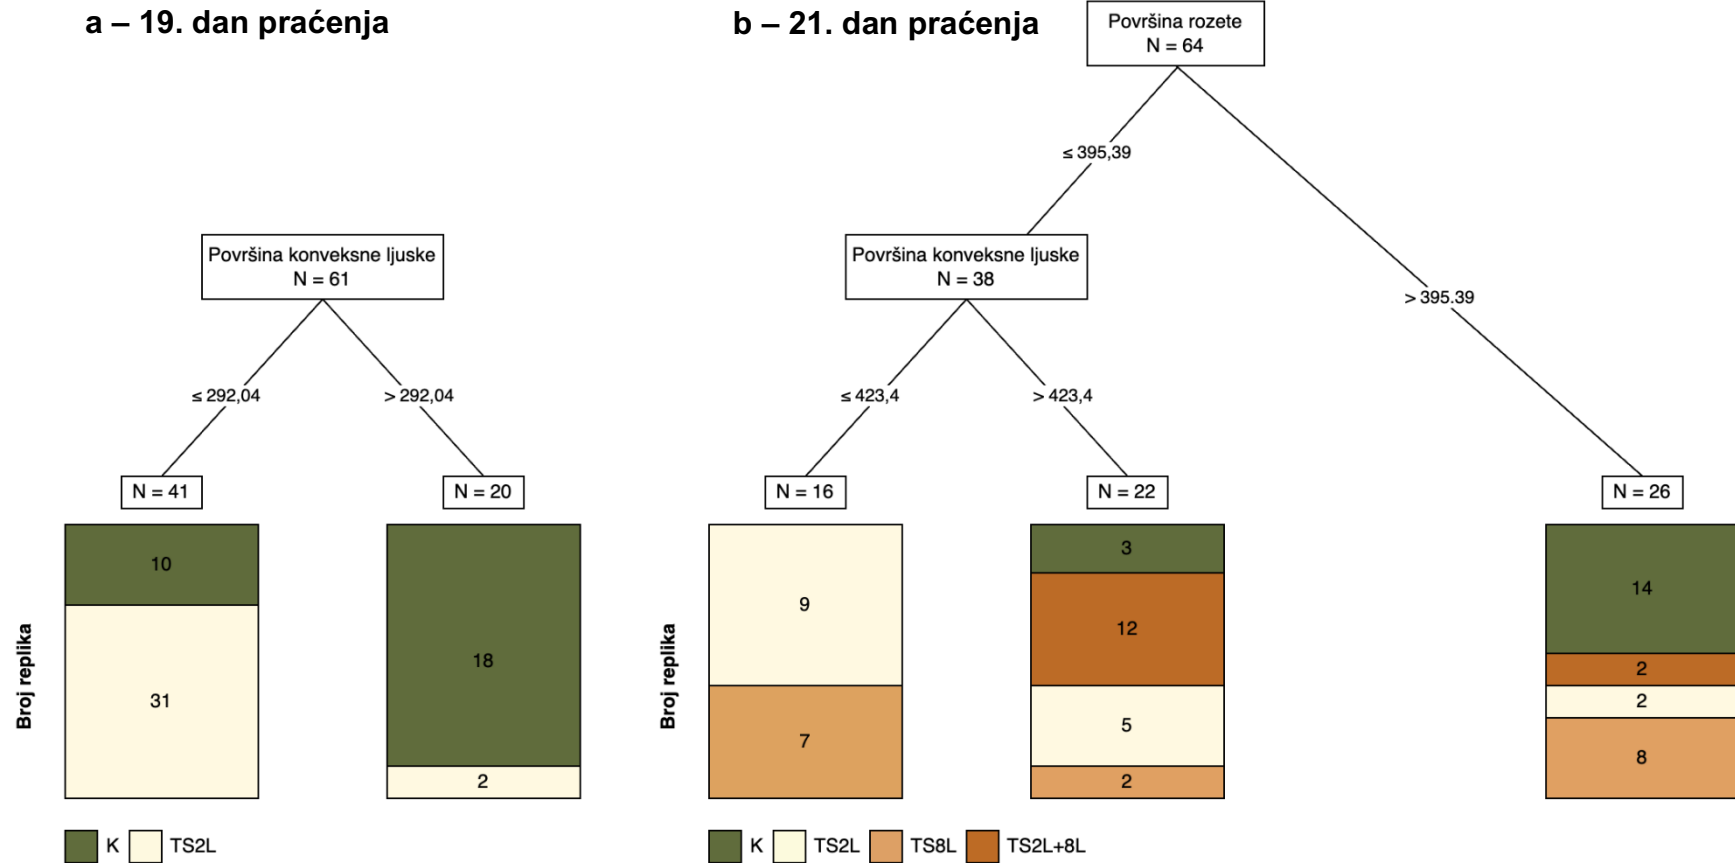 a – 19. dan praćenja
Površina konveksne ljuske
N = 61
≤ 292,04
> 292,04
N = 41
N = 20
Broj replika
10
31
18
2
K
TS2L
b – 21. dan praćenja
Površina rozete
N = 64
≤ 395,39
> 395.39
Površina konveksne ljuske
N = 38
≤ 423,4
> 423,4
N = 16
N = 22
N = 26
Broj replika
9
7
3
12
5
2
14
2
2
8
K
TS2L
TS8L
TS2L+8L